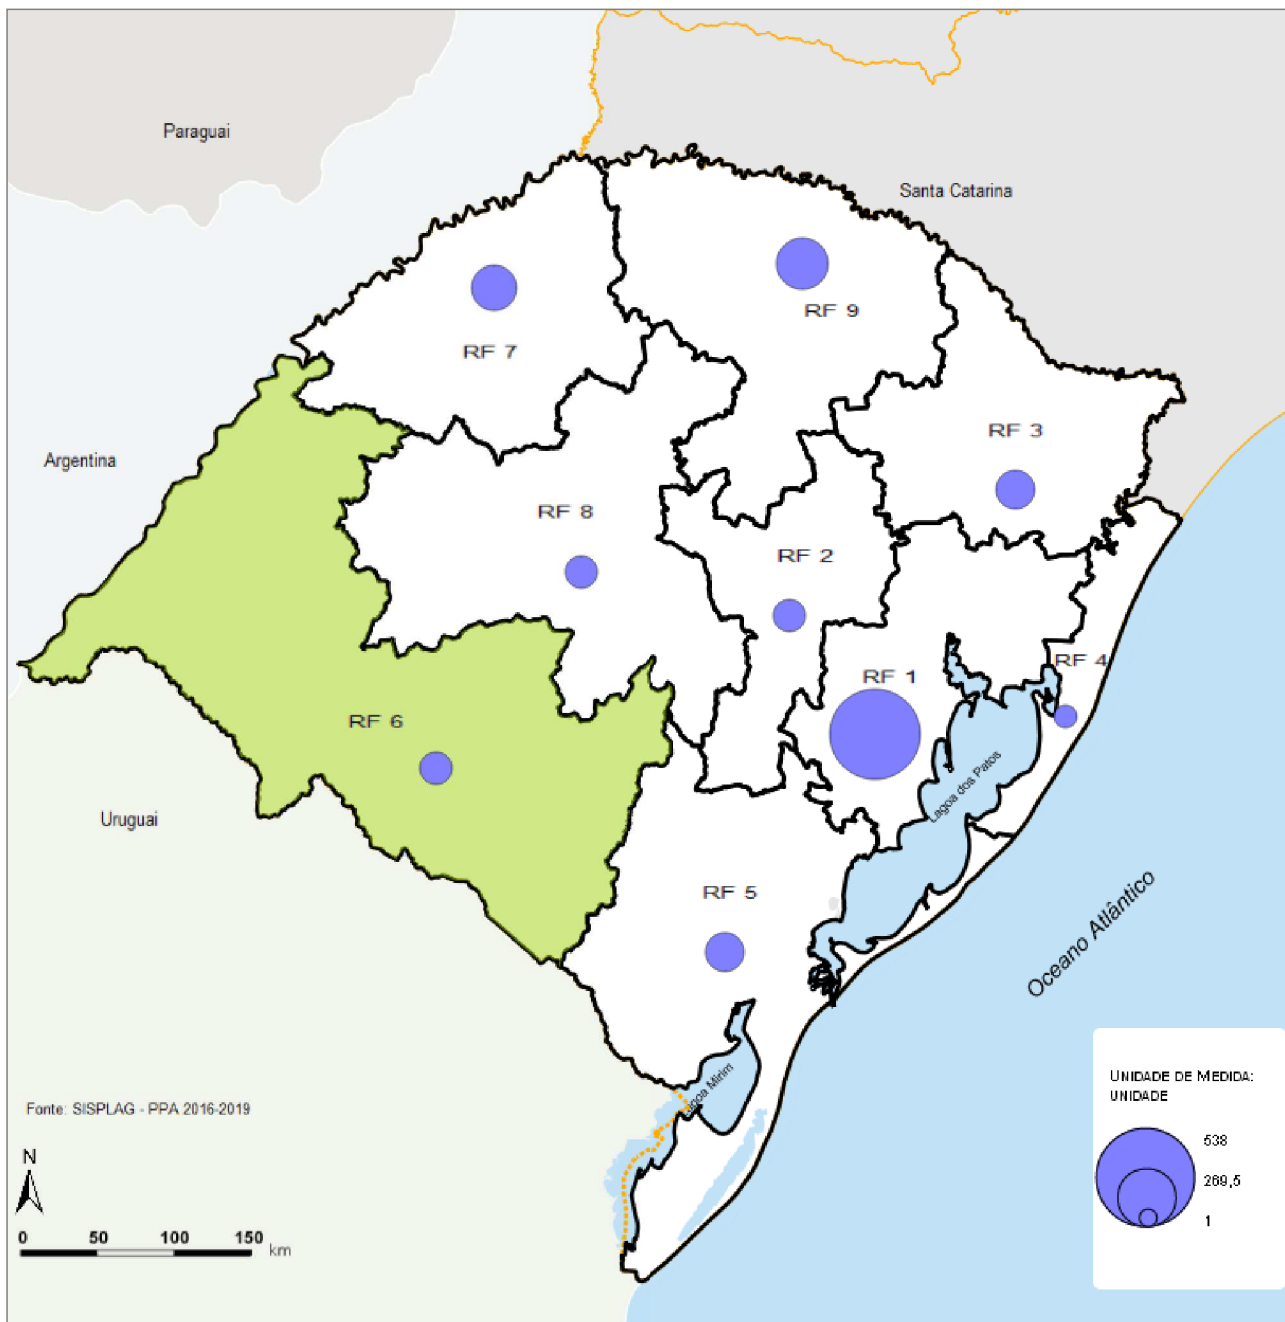 Paraguai
Santa Catarina
RF 9
RF 7
RF 3
Argentina
RF 8
RF 2
RF 4
RF 1
RF 6
Lagoa dos Patos
Uruguai
RF 5
Oceano Atlântico
Lagoa Mirim
UNIDADE DE MEDIDA:
UNIDADE
538
269,5
1
Fonte: SISPLAG - PPA 2016-2019
N
0 50 100 150
km